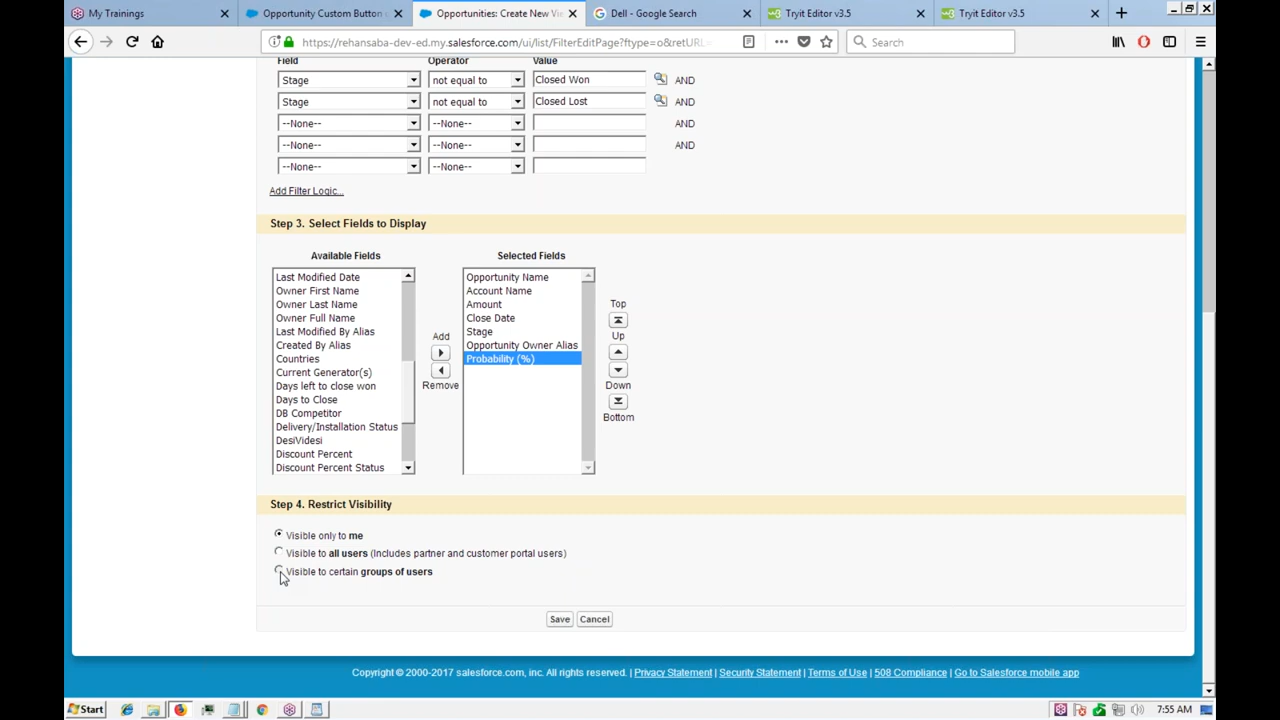 My Trainings
Opportunity Custom Button
Opportunities: Create New Vie
Dell - Google Search
Tryit Editor v3.5
Tryit Editor v3.5
https://rehansaba-dev-ed.my.salesforce.com/ui/list/FilterEditPage?ftype=o&retURL=
Search
Field Operator Value
Stage not equal to Closed Won AND
Stage not equal to Closed Lost AND
--None-- --None-- AND
--None-- --None-- AND
--None-- --None--
Add Filter Logic...
Step 3. Select Fields to Display
Available Fields
Selected Fields
Last Modified Date
Owner First Name
Owner Last Name
Owner Full Name
Last Modified By Alias
Created By Alias
Countries
Current Generator(s)
Days left to close won
Days to Close
DB Competitor
Delivery/Installation Status
DesiVidesi
Discount Percent
Discount Percent Status
Add
Remove
Opportunity Name
Account Name
Amount
Close Date
Stage
Opportunity Owner Alias
Probability (%)
Top
Up
Down
Bottom
Step 4. Restrict Visibility
Visible only to me
Visible to all users (Includes partner and customer portal users)
Visible to certain groups of users
Save Cancel
Copyright © 2000-2017 salesforce.com, inc. All rights reserved. | Privacy Statement | Security Statement | Terms of Use | 508 Compliance | Go to Salesforce mobile app
Start
7:55 AM